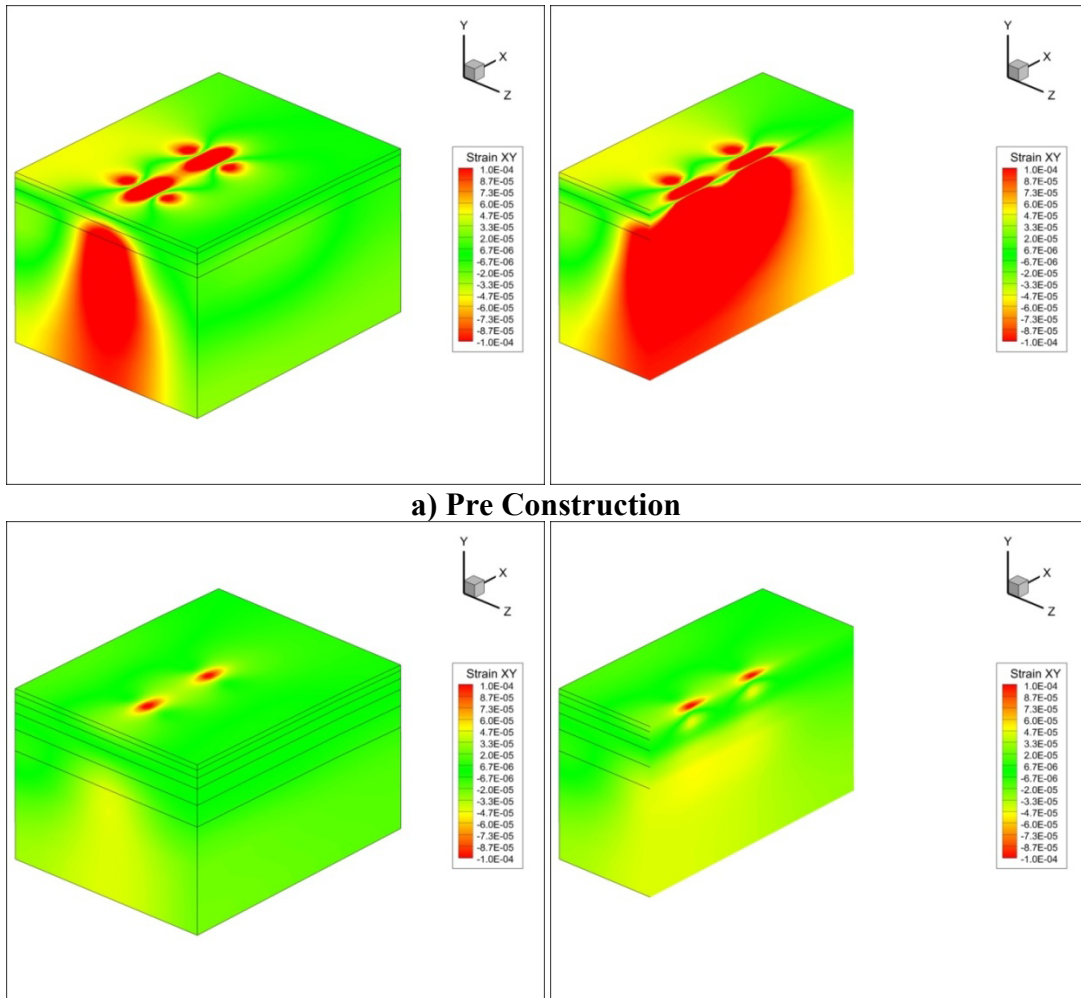 Y
X
Z
Strain XY
1.0E-04
8.7E-05
7.3E-05
6.0E-05
4.7E-05
3.3E-05
2.0E-05
6.7E-06
-6.7E-06
-2.0E-05
-3.3E-05
-4.7E-05
-6.0E-05
-7.3E-05
-8.7E-05
-1.0E-04
Y
X
Z
Strain XY
1.0E-04
8.7E-05
7.3E-05
6.0E-05
4.7E-05
3.3E-05
2.0E-05
6.7E-06
-6.7E-06
-2.0E-05
-3.3E-05
-4.7E-05
-6.0E-05
-7.3E-05
-8.7E-05
-1.0E-04
a) Pre Construction
Y
X
Z
Strain XY
1.0E-04
8.7E-05
7.3E-05
6.0E-05
4.7E-05
3.3E-05
2.0E-05
6.7E-06
-6.7E-06
-2.0E-05
-3.3E-05
-4.7E-05
-6.0E-05
-7.3E-05
-8.7E-05
-1.0E-04
Y
X
Z
Strain XY
1.0E-04
8.7E-05
7.3E-05
6.0E-05
4.7E-05
3.3E-05
2.0E-05
6.7E-06
-6.7E-06
-2.0E-05
-3.3E-05
-4.7E-05
-6.0E-05
-7.3E-05
-8.7E-05
-1.0E-04